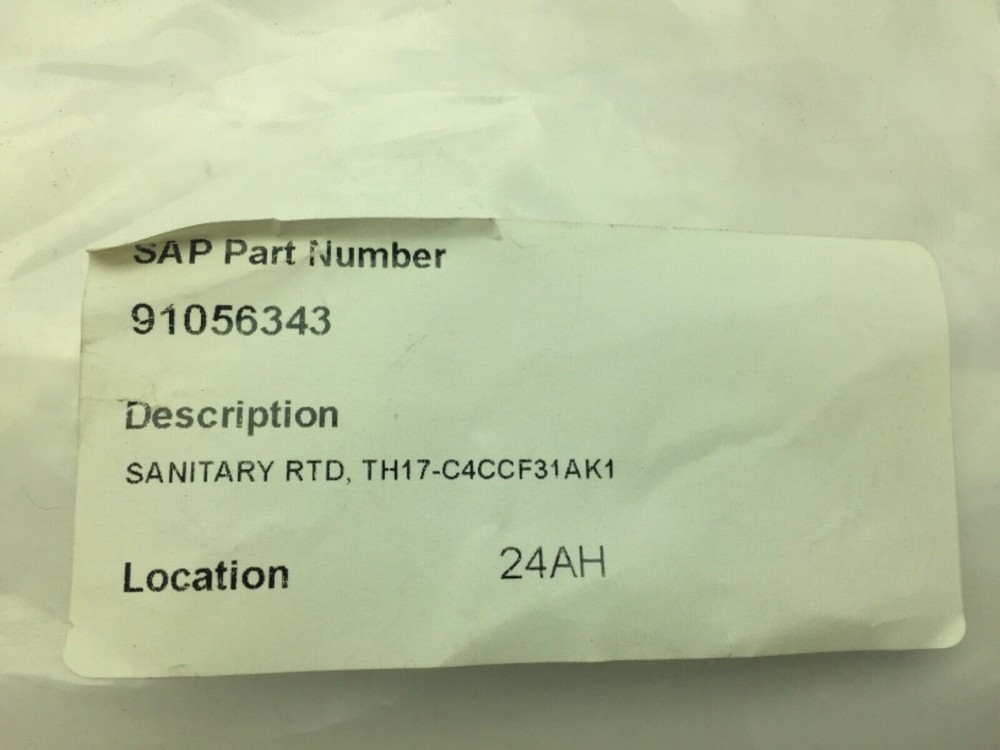 SAP Part Number
91056343
Description
SANITARY RTD, TH17-C4CCF31AK1
Location 24AH